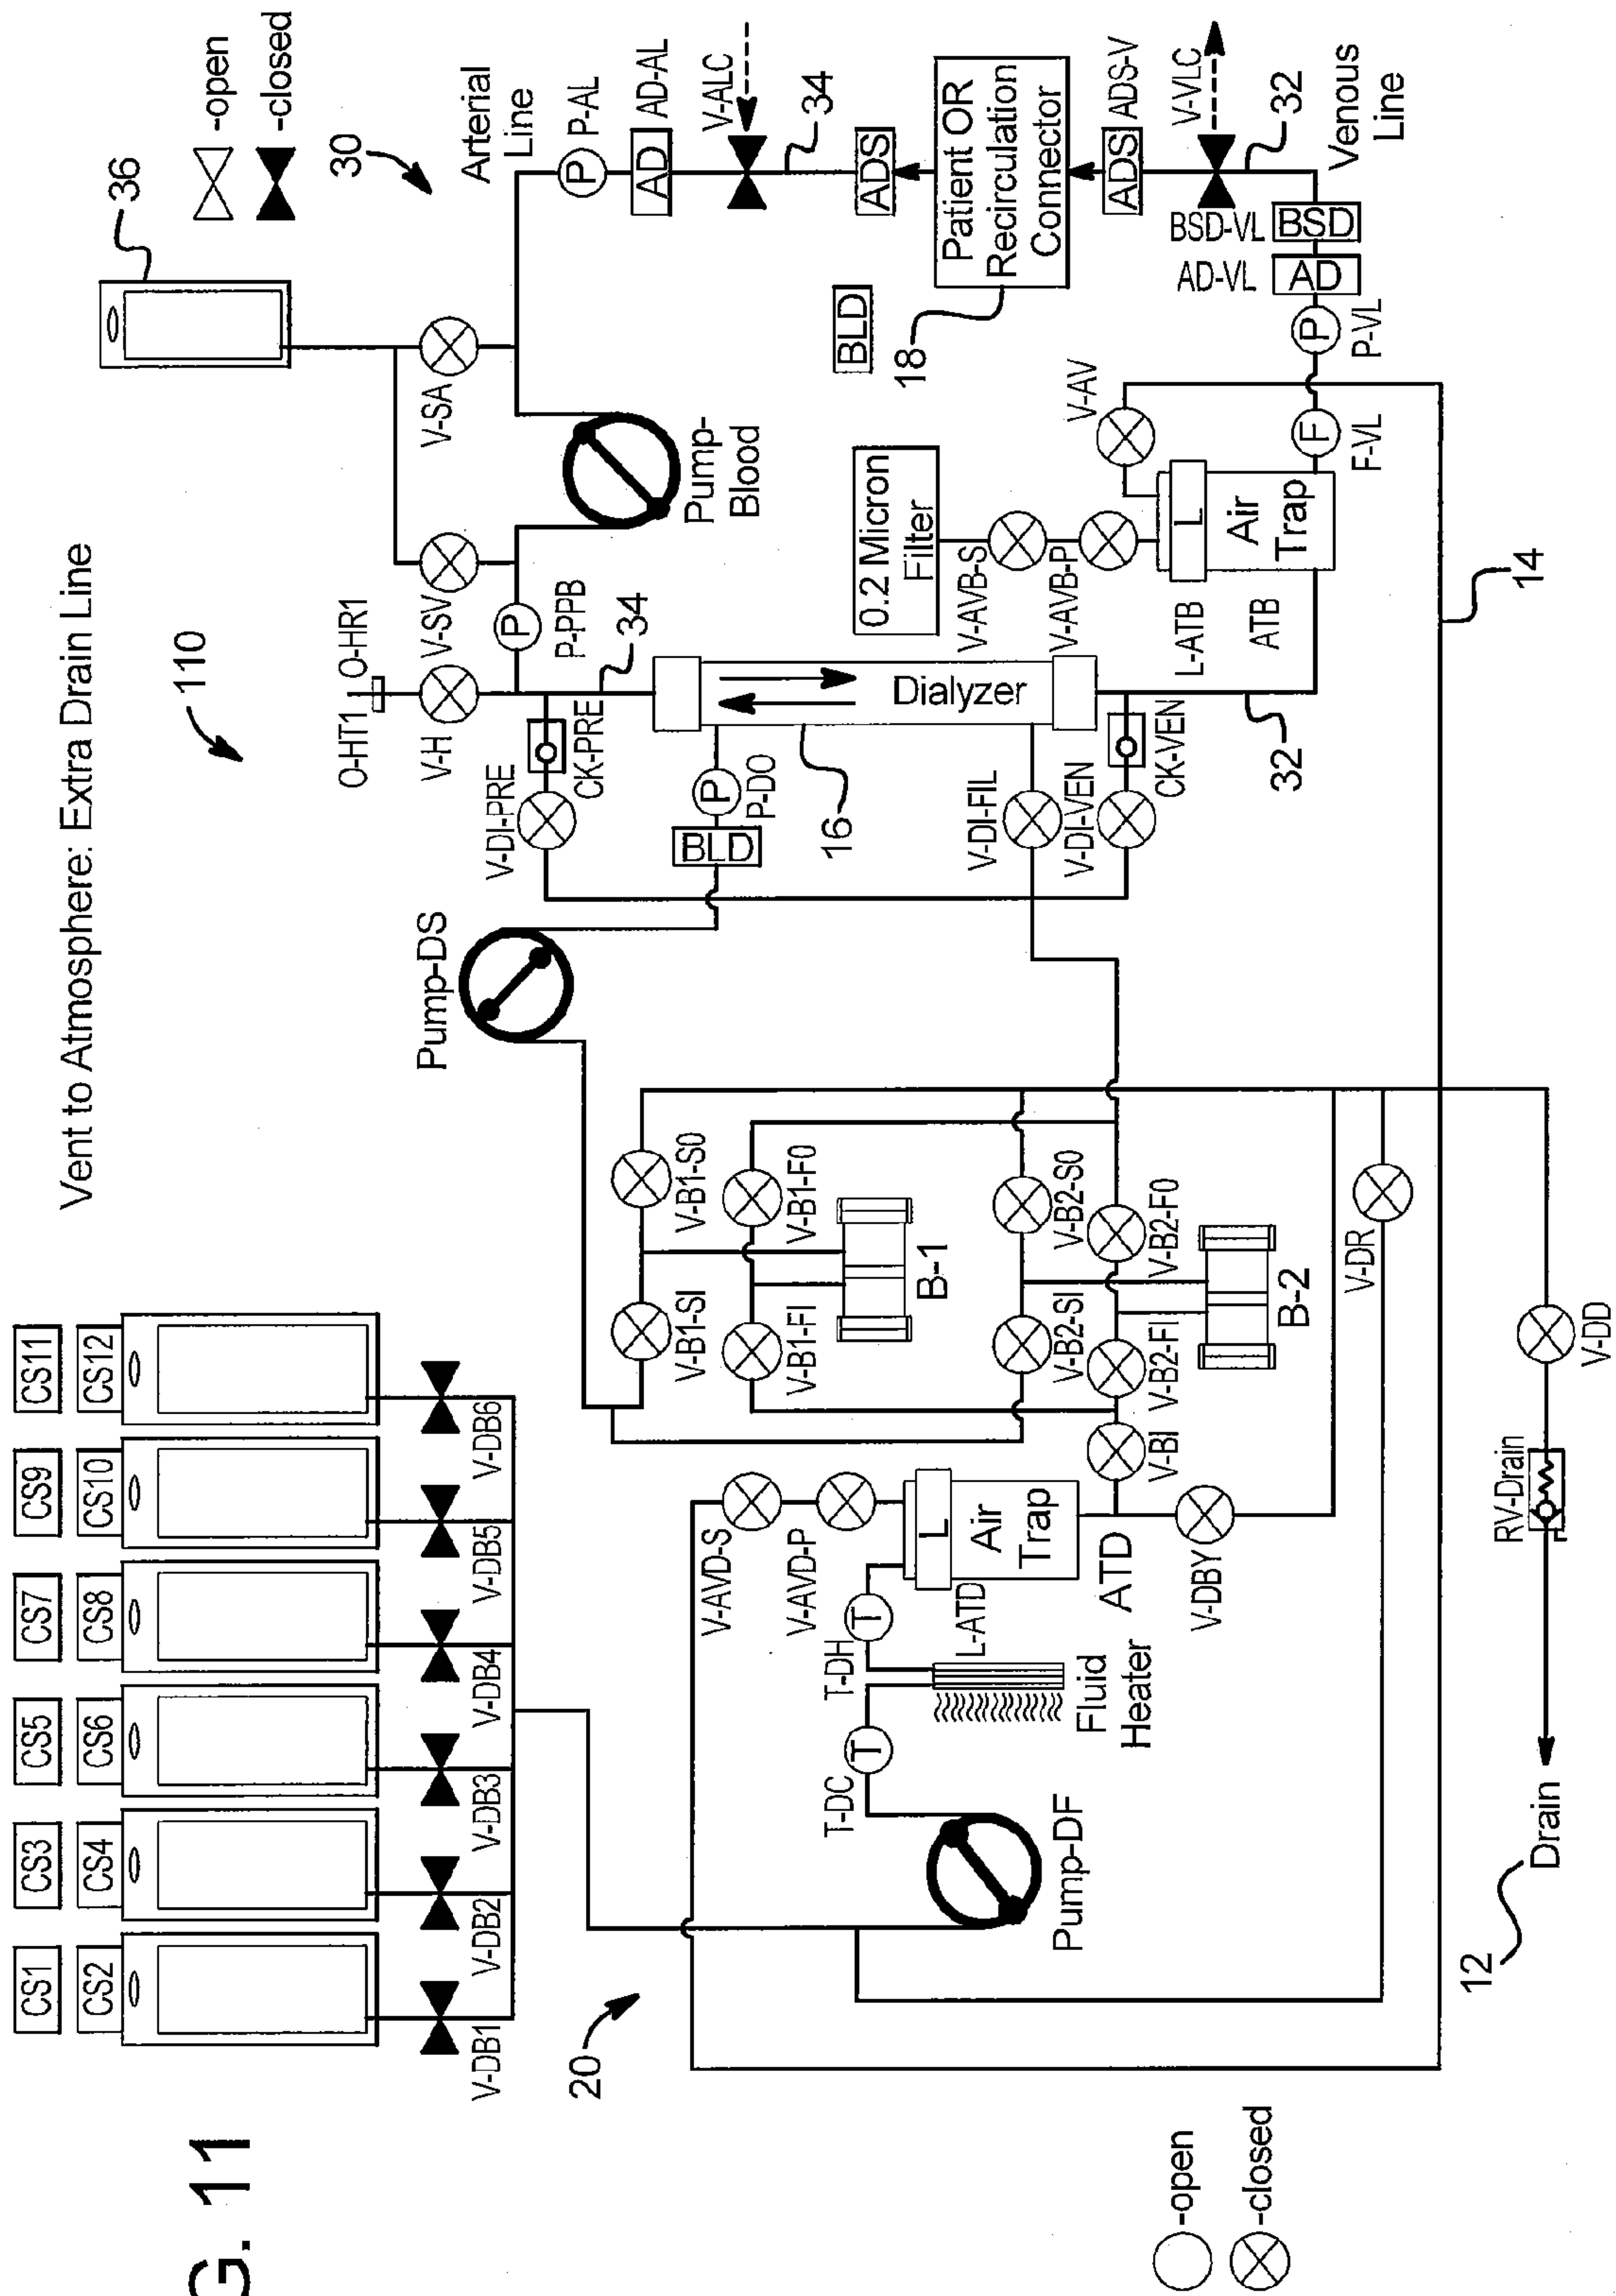 G. 11
Vent to Atmosphere: Extra Drain Line
110
CS1
CS3
CS5
CS7
CS9
CS11
CS2
CS4
CS6
CS8
CS10
CS12
V-DB1
V-DB2
V-DB3
V-DB4
V-DB5
V-DB6
36
-open
-closed
30
O-HT1
O-HR1
V-H
V-SV
V-SA
Arterial
Line
P
P-AL
AD
AD-AL
V-ALC
34
ADS
Patient OR
Recirculation
Connector
18
BLD
ADS
ADS-V
V-VLC
32
Venous
Line
BSD-VL
BSD
AD-VL
AD
P
P-VL
F
F-VL
Pump-
Blood
P
P-PPB
34
V-DI-PRE
CK-PRE
P
P-DO
BLD
16
Dialyzer
V-DI-FIL
V-DI-VEN
CK-VEN
32
0.2 Micron
Filter
V-AVB-S
V-AVB-P
V-AV
L
Air
Trap
L-ATB
ATB
14
Pump-DS
V-B1-SI
V-B1-S0
V-B1-FI
V-B1-F0
B-1
V-B2-SI
V-B2-S0
V-B2-FI
V-B2-F0
B-2
V-BI
V-DR
V-DD
RV-Drain
Drain
12
20
V-AVD-S
V-AVD-P
L
Air
Trap
L-ATD
ATD
V-DBY
T
T-DH
T
T-DC
Fluid
Heater
Pump-DF
-open
-closed